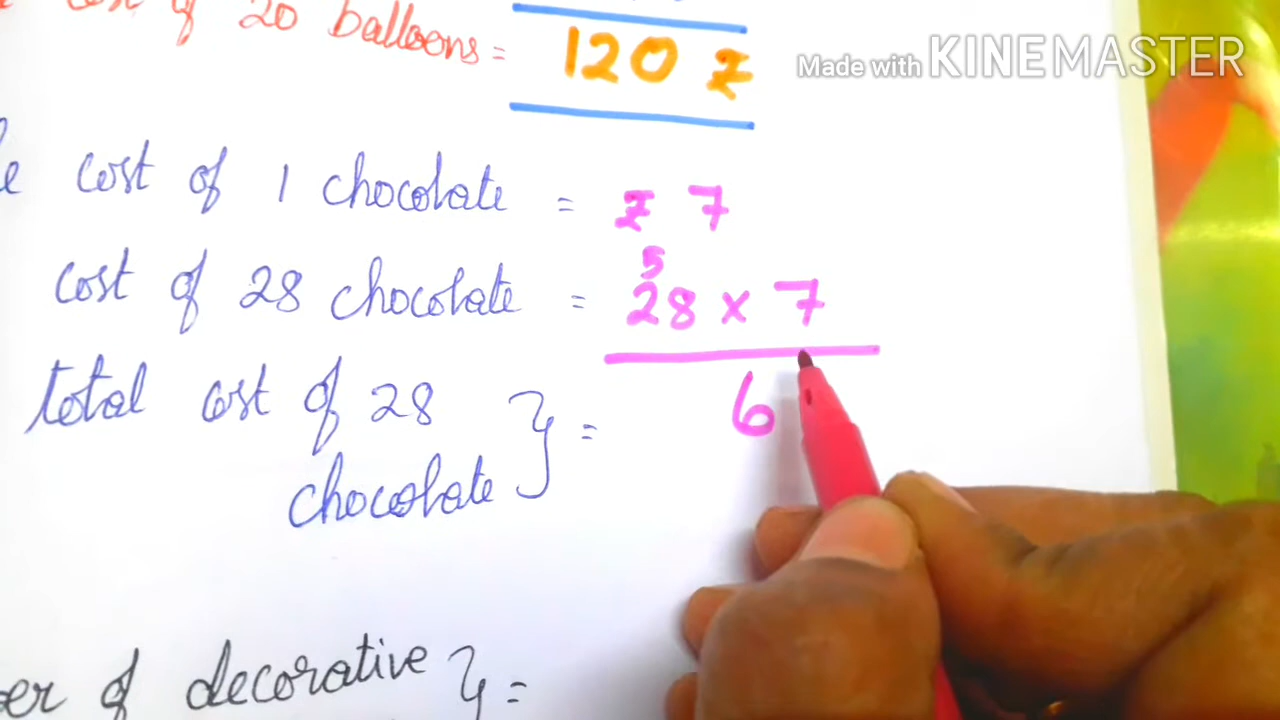 cost of 20 balloons = 120 ₹
Made with KINEMASTER
cost of 1 chocolate = ₹ 7
5
cost of 28 chocolate = 28 × 7
6
total cost of 28
chocolate } =
of decorative } =